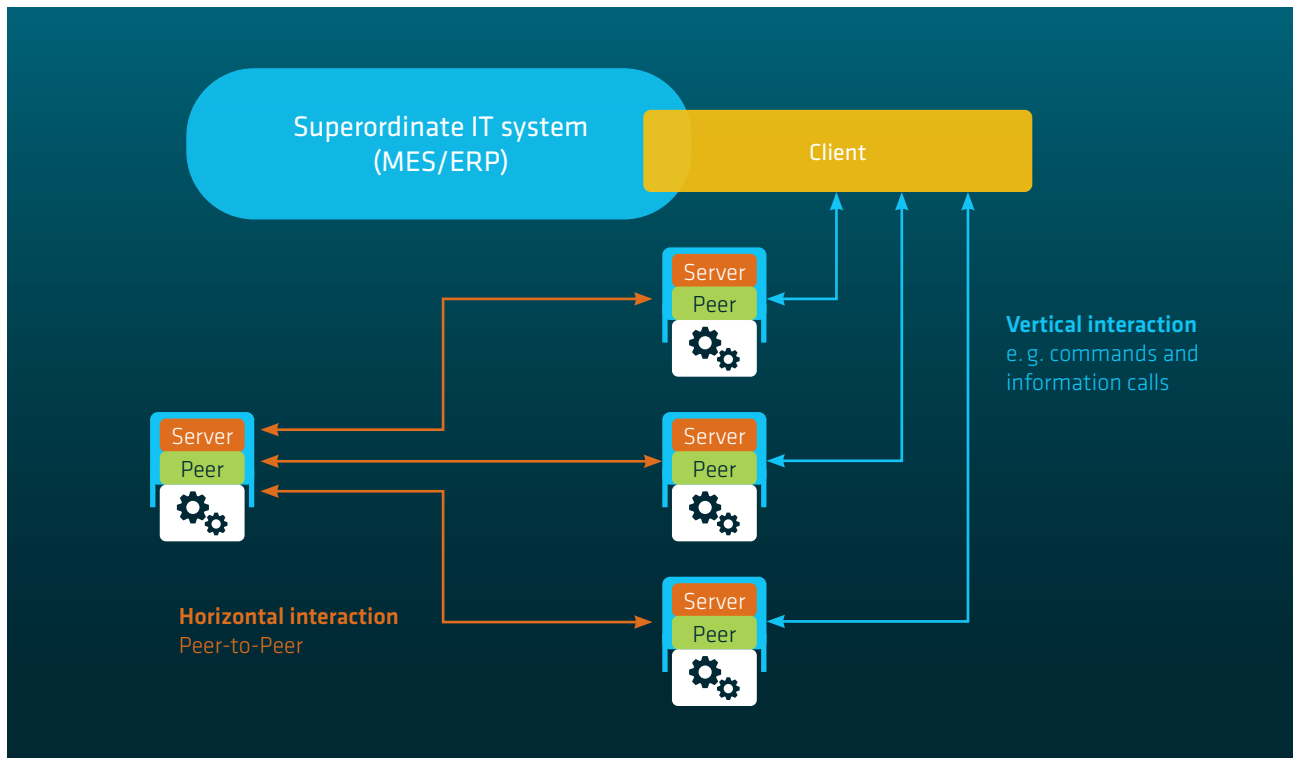 Superordinate IT system
(MES/ERP)
Client
Server
Peer
Vertical interaction
e. g. commands and
information calls
Server
Peer
Server
Peer
Server
Peer
Horizontal interaction
Peer-to-Peer